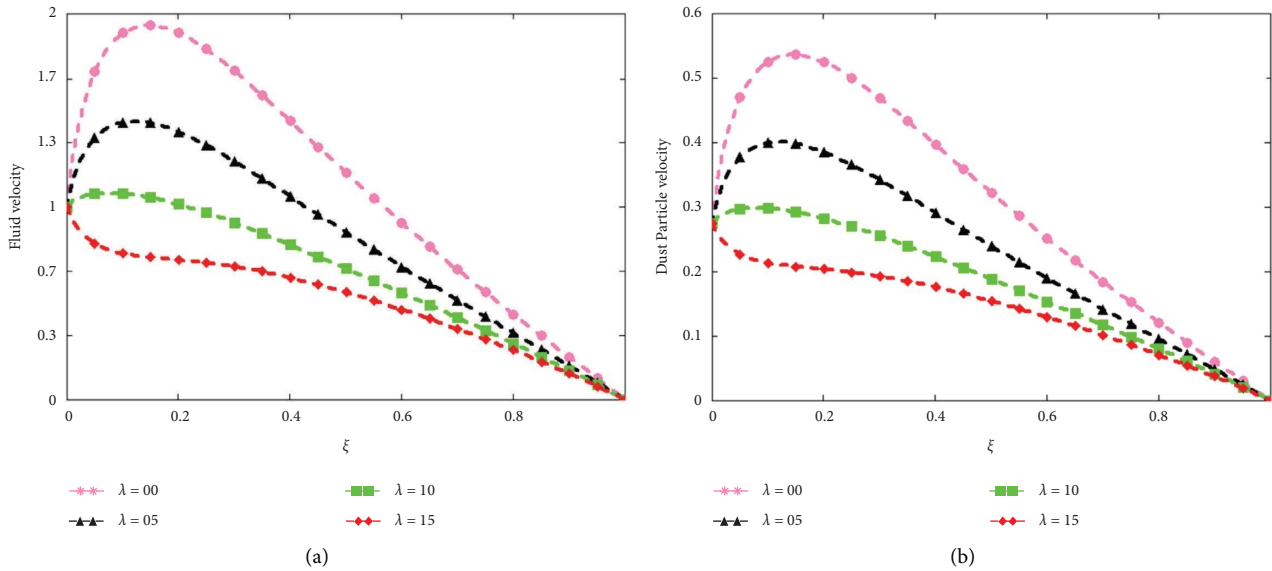 2
1.7
1.3
1
0.7
0.3
0
Fluid velocity
0 0.2 0.4 0.6 0.8
ξ
λ = 00
λ = 10
λ = 05
λ = 15
(a)
0.6
0.5
0.4
0.3
0.2
0.1
0
Dust Particle velocity
0 0.2 0.4 0.6 0.8
ξ
λ = 00
λ = 10
λ = 05
λ = 15
(b)